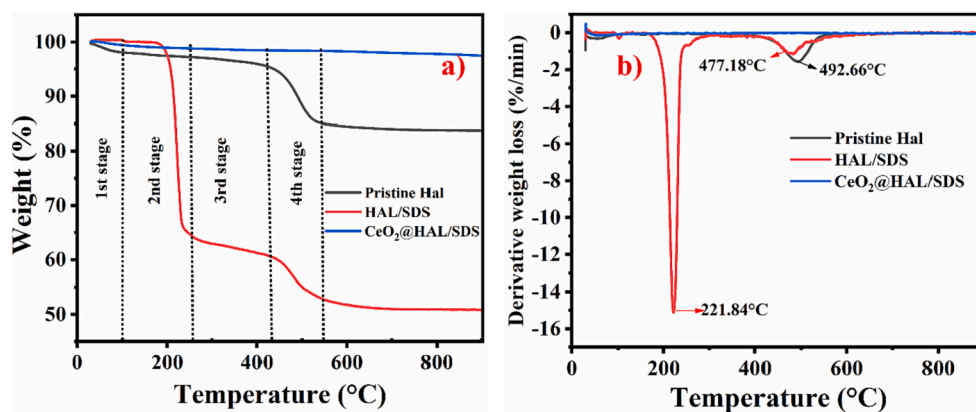 a)
Weight (%)
100
90
80
70
60
50
1st stage
2nd stage
3rd stage
4th stage
Pristine Hal
HAL/SDS
CeO₂@HAL/SDS
0
200
400
600
800
Temperature (°C)
b)
Derivative weight loss (%/min)
0
-2
-4
-6
-8
-10
-12
-14
-16
477.18°C
492.66°C
Pristine Hal
HAL/SDS
CeO₂@HAL/SDS
221.84°C
0
200
400
600
800
Temperature (°C)